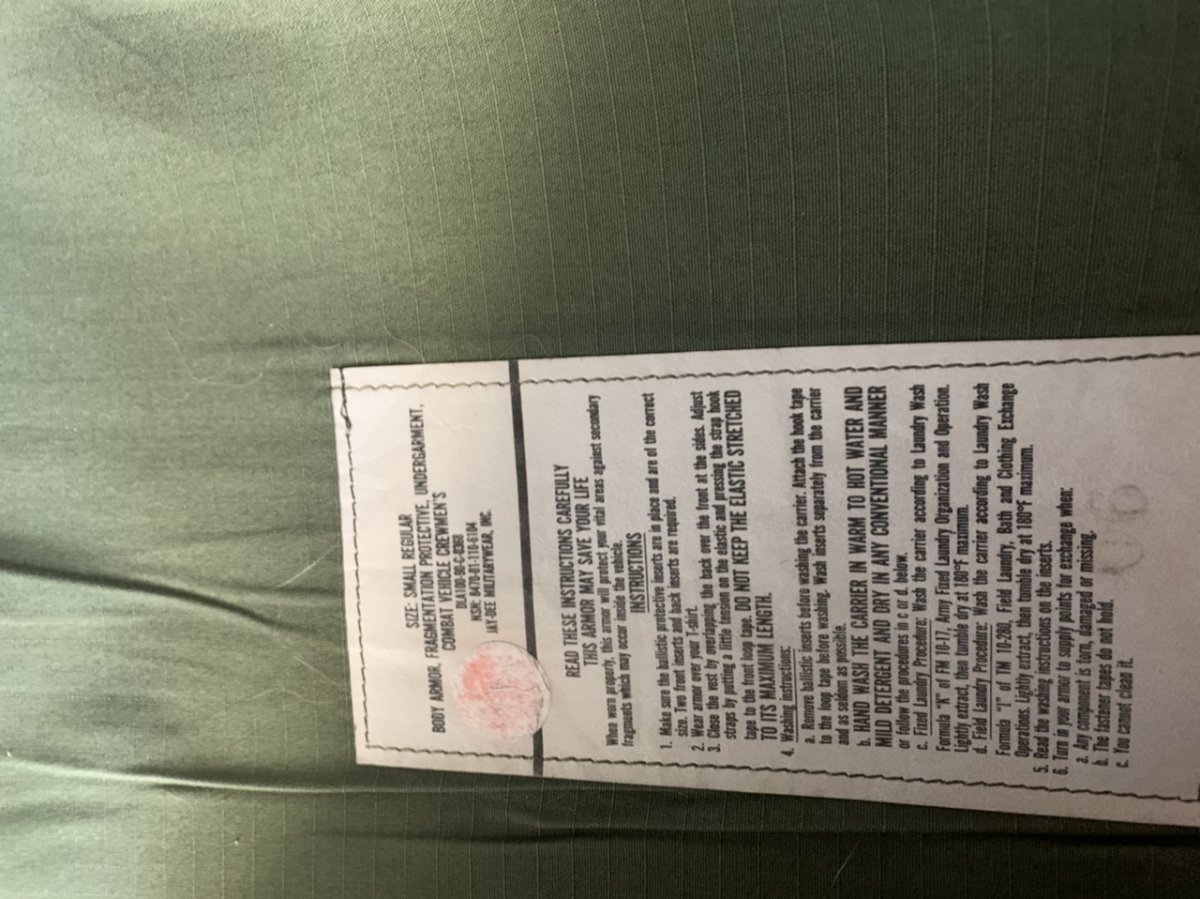 SIZE: SMALL REGULAR
BODY ARMOR, FRAGMENTATION PROTECTIVE, UNDERGARMENT,
COMBAT VEHICLE CREWMEN'S
DLA100-90-C-0360
NSN: 8470-01-110-6104
JAY-DEE MILITARYWEAR, INC.
READ THESE INSTRUCTIONS CAREFULLY
THIS ARMOR MAY SAVE YOUR LIFE
When worn properly, this armor will protect your vital areas against secondary
fragments which may occur inside the vehicle.
INSTRUCTIONS
1. Make sure the ballistic protective inserts are in place and are of the correct
size. Two front inserts and back inserts are required.
2. Wear armor over your T-shirt.
3. Close the vest by overlapping the back over the front at the sides. Adjust
straps by putting a little tension on the elastic and pressing the strap hook
tape to the front loop tape. DO NOT KEEP THE ELASTIC STRETCHED
TO ITS MAXIMUM LENGTH.
4. Washing instructions:
a. Remove ballistic inserts before washing the carrier. Attach the hook tape
to the loop tape before washing. Wash inserts separately from the carrier
and as seldom as possible.
b. HAND WASH THE CARRIER IN WARM TO HOT WATER AND
MILD DETERGENT AND DRY IN ANY CONVENTIONAL MANNER
or follow the procedures in c or d. below.
c. Fixed Laundry Procedure: Wash the carrier according to Laundry Wash
Formula "K" of FM 10-17, Army Fixed Laundry Organization and Operation.
Lightly extract, then tumble dry at 180°F maximum.
d. Field Laundry Procedure: Wash the carrier according to Laundry Wash
Formula "I" of TM 10-280, Field Laundry, Bath and Clothing Exchange
Operations. Lightly extract, then tumble dry at 180°F maximum.
5. Read the washing instructions on the inserts.
6. Turn in your armor to supply points for exchange when:
a. Any component is torn, damaged or missing.
b. The fastener tapes do not hold.
c. You cannot clean it.